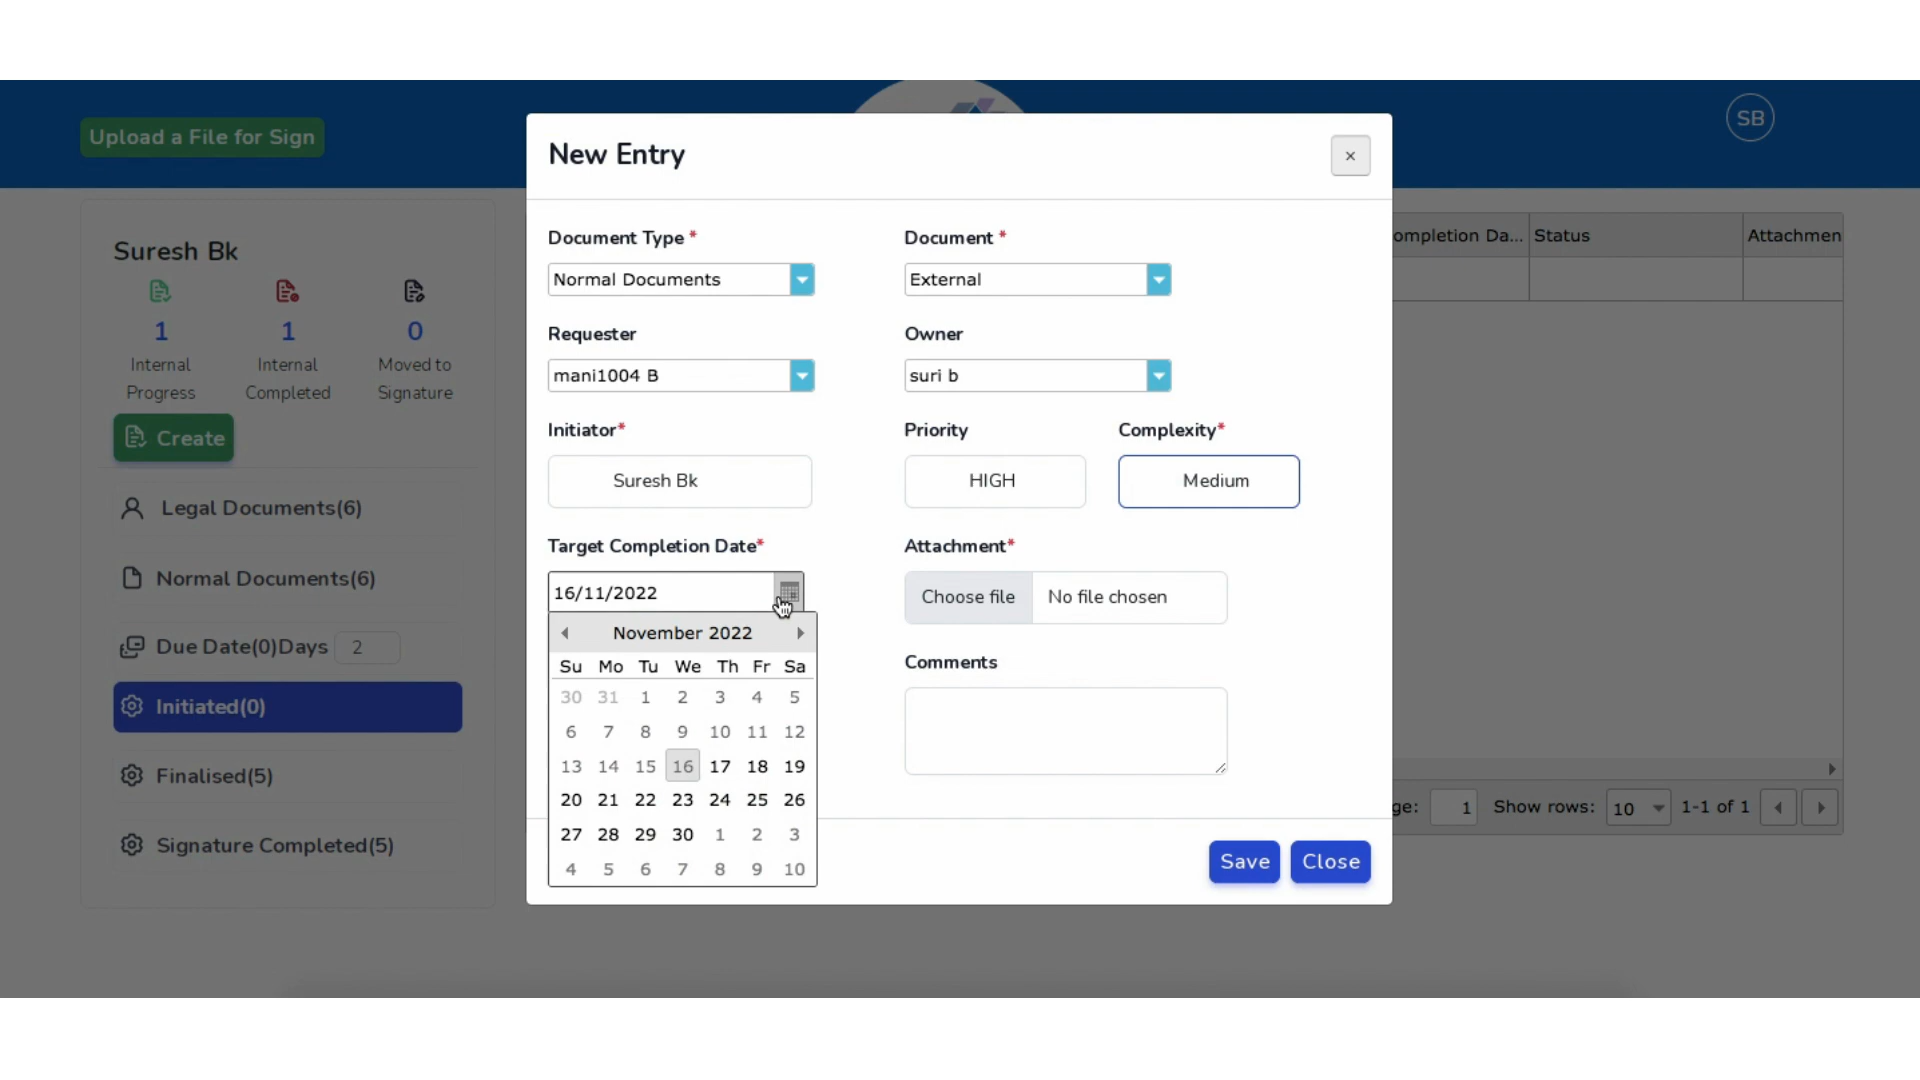 Upload a File for Sign
SB
New Entry
×
Suresh Bk
1
Internal
Progress
1
Internal
Completed
0
Moved to
Signature
Create
Legal Documents(6)
Normal Documents(6)
Due Date(0)Days 2
Initiated(0)
Finalised(5)
Signature Completed(5)
Document Type *
Normal Documents
Document *
External
Requester
mani1004 B
Owner
suri b
Initiator*
Suresh Bk
Priority
HIGH
Complexity*
Medium
Target Completion Date*
16/11/2022
November 2022
Su Mo Tu We Th Fr Sa
30 31 1 2 3 4 5
6 7 8 9 10 11 12
13 14 15 16 17 18 19
20 21 22 23 24 25 26
27 28 29 30 1 2 3
4 5 6 7 8 9 10
Attachment*
Choose file No file chosen
Comments
Save Close
ompletion Da... Status Attachmen
ge: 1 Show rows: 10 1-1 of 1